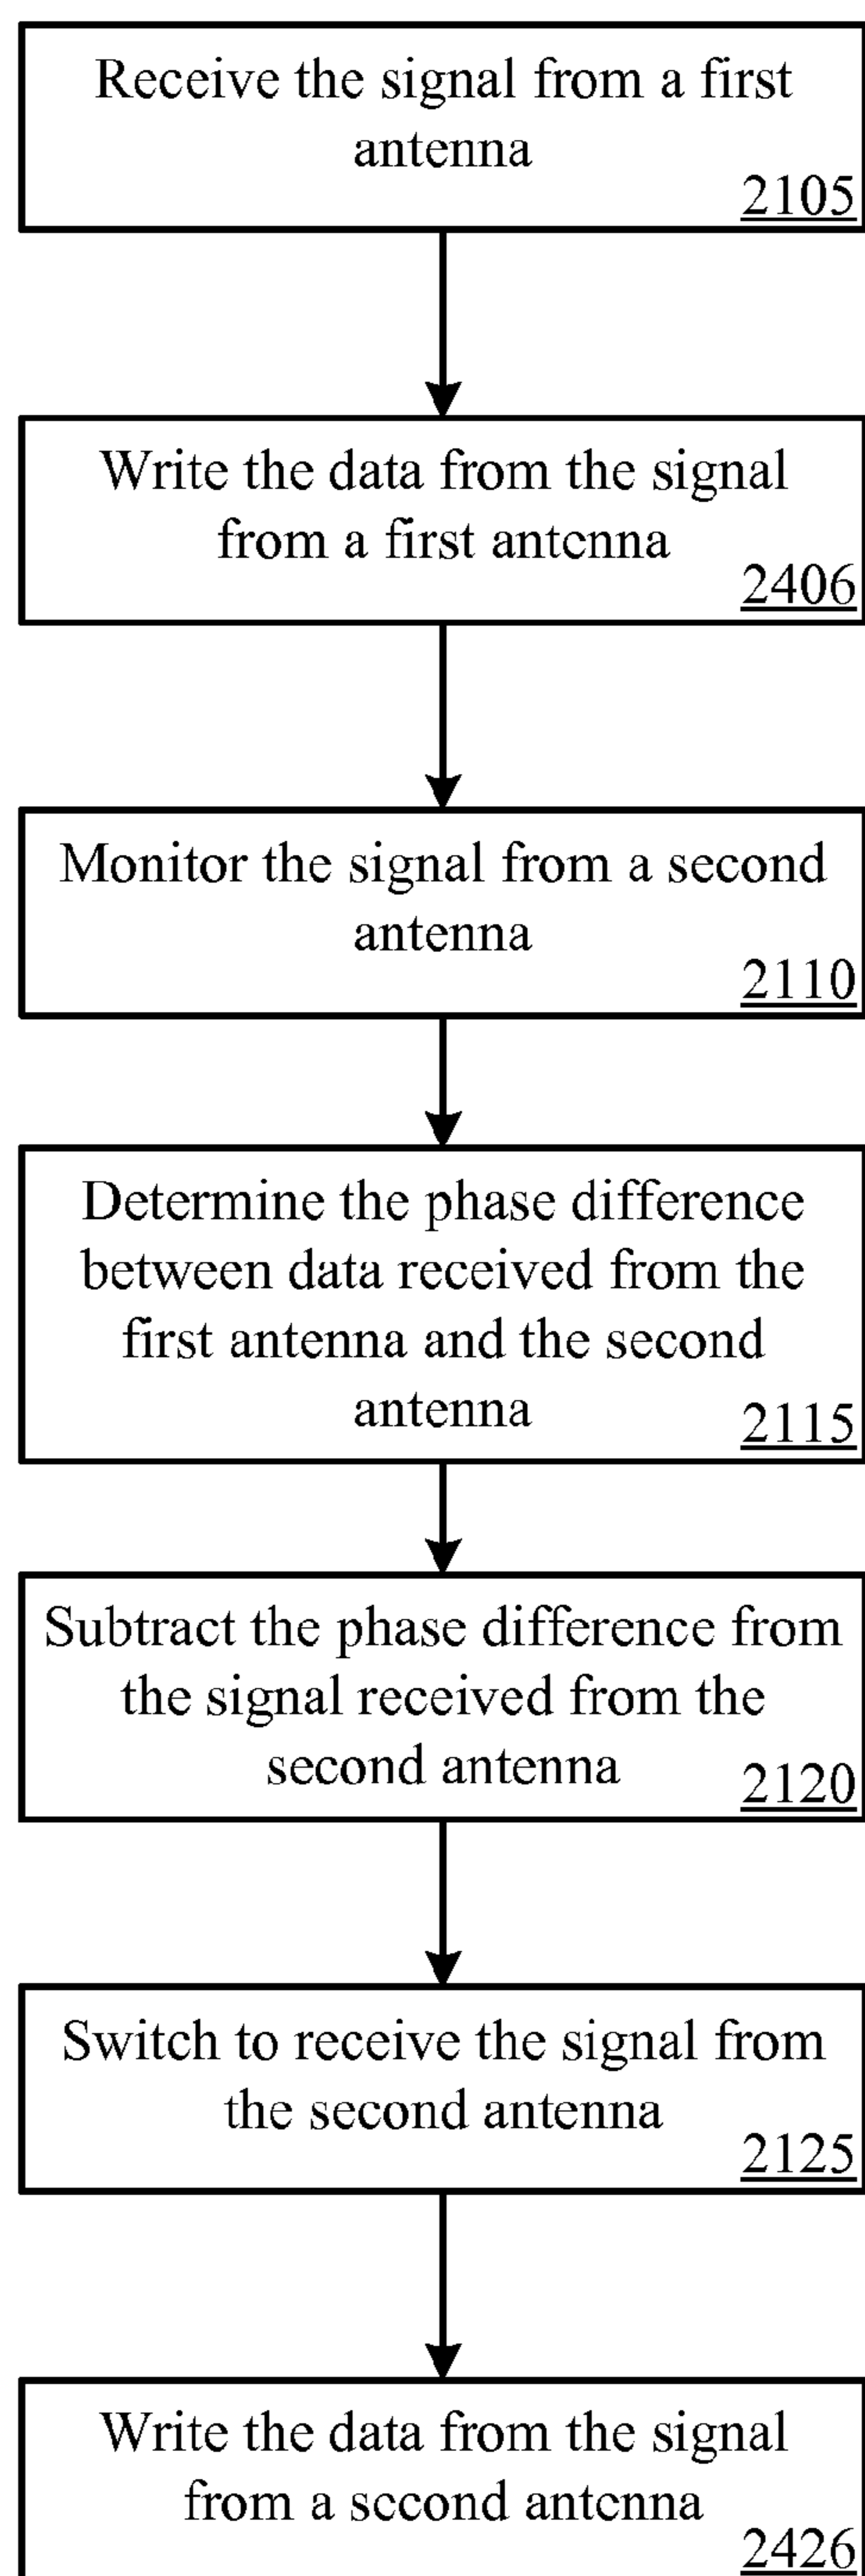 Receive the signal from a first
antenna
2105
Write the data from the signal
from a first antenna
2406
Monitor the signal from a second
antenna
2110
Determine the phase difference
between data received from the
first antenna and the second
antenna
2115
Subtract the phase difference from
the signal received from the
second antenna
2120
Switch to receive the signal from
the second antenna
2125
Write the data from the signal
from a second antenna
2426